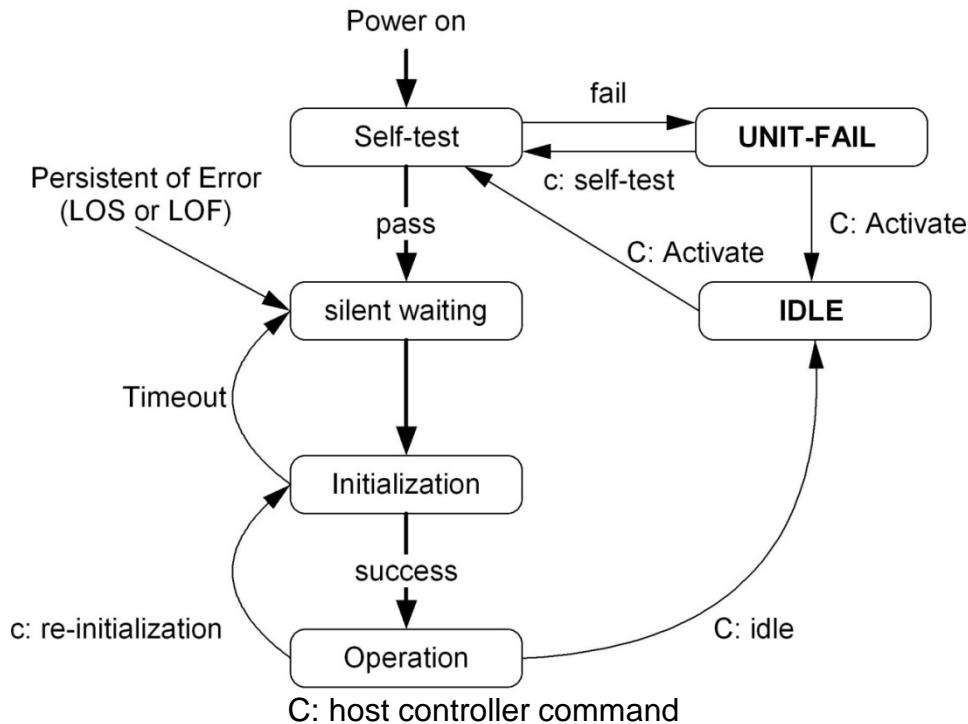 Power on
fail
Self-test
UNIT-FAIL
c: self-test
Persistent of Error
(LOS or LOF)
pass
C: Activate
C: Activate
silent waiting
IDLE
Timeout
Initialization
success
c: re-initialization
C: idle
Operation
C: host controller command